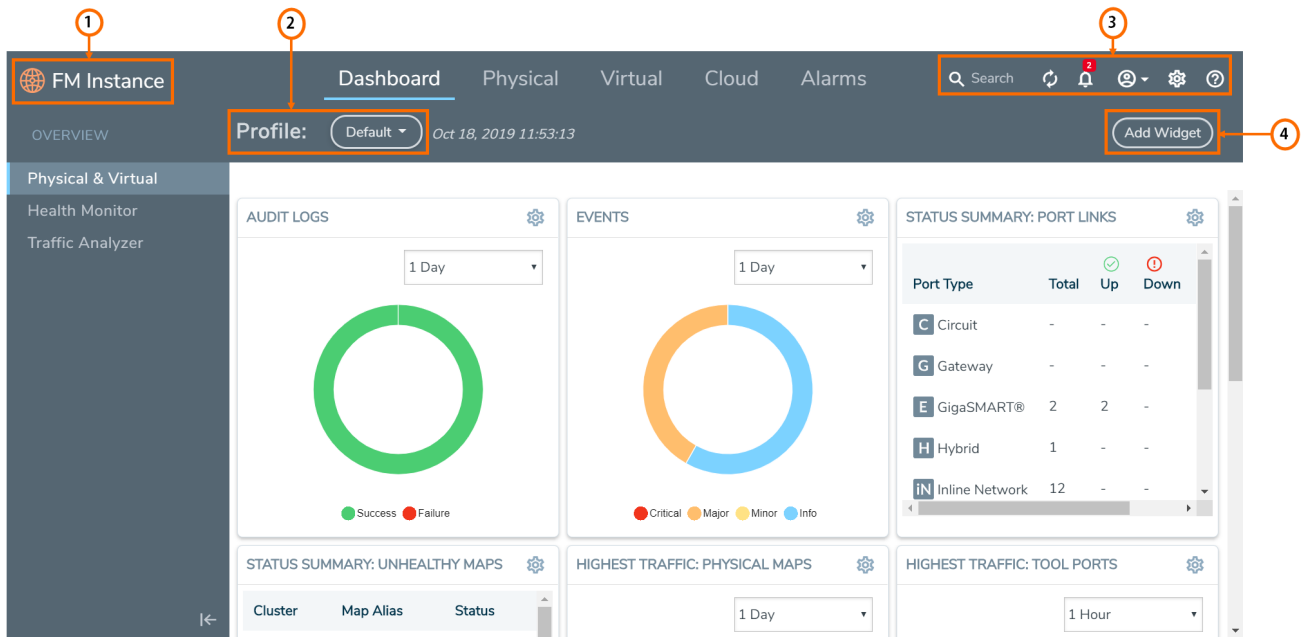 1
2
3
FM Instance
Dashboard Physical Virtual Cloud Alarms
Search
2
OVERVIEW
Profile: Default Oct 18, 2019 11:53:13
Add Widget
4
Physical & Virtual
Health Monitor
Traffic Analyzer
AUDIT LOGS
1 Day
Success Failure
EVENTS
1 Day
Critical Major Minor Info
STATUS SUMMARY: PORT LINKS
Port Type Total Up Down
C Circuit - - -
G Gateway - - -
E GigaSMART® 2 2 -
H Hybrid 1 - -
iN Inline Network 12 - -
STATUS SUMMARY: UNHEALTHY MAPS
Cluster Map Alias Status
HIGHEST TRAFFIC: PHYSICAL MAPS
1 Day
HIGHEST TRAFFIC: TOOL PORTS
1 Hour